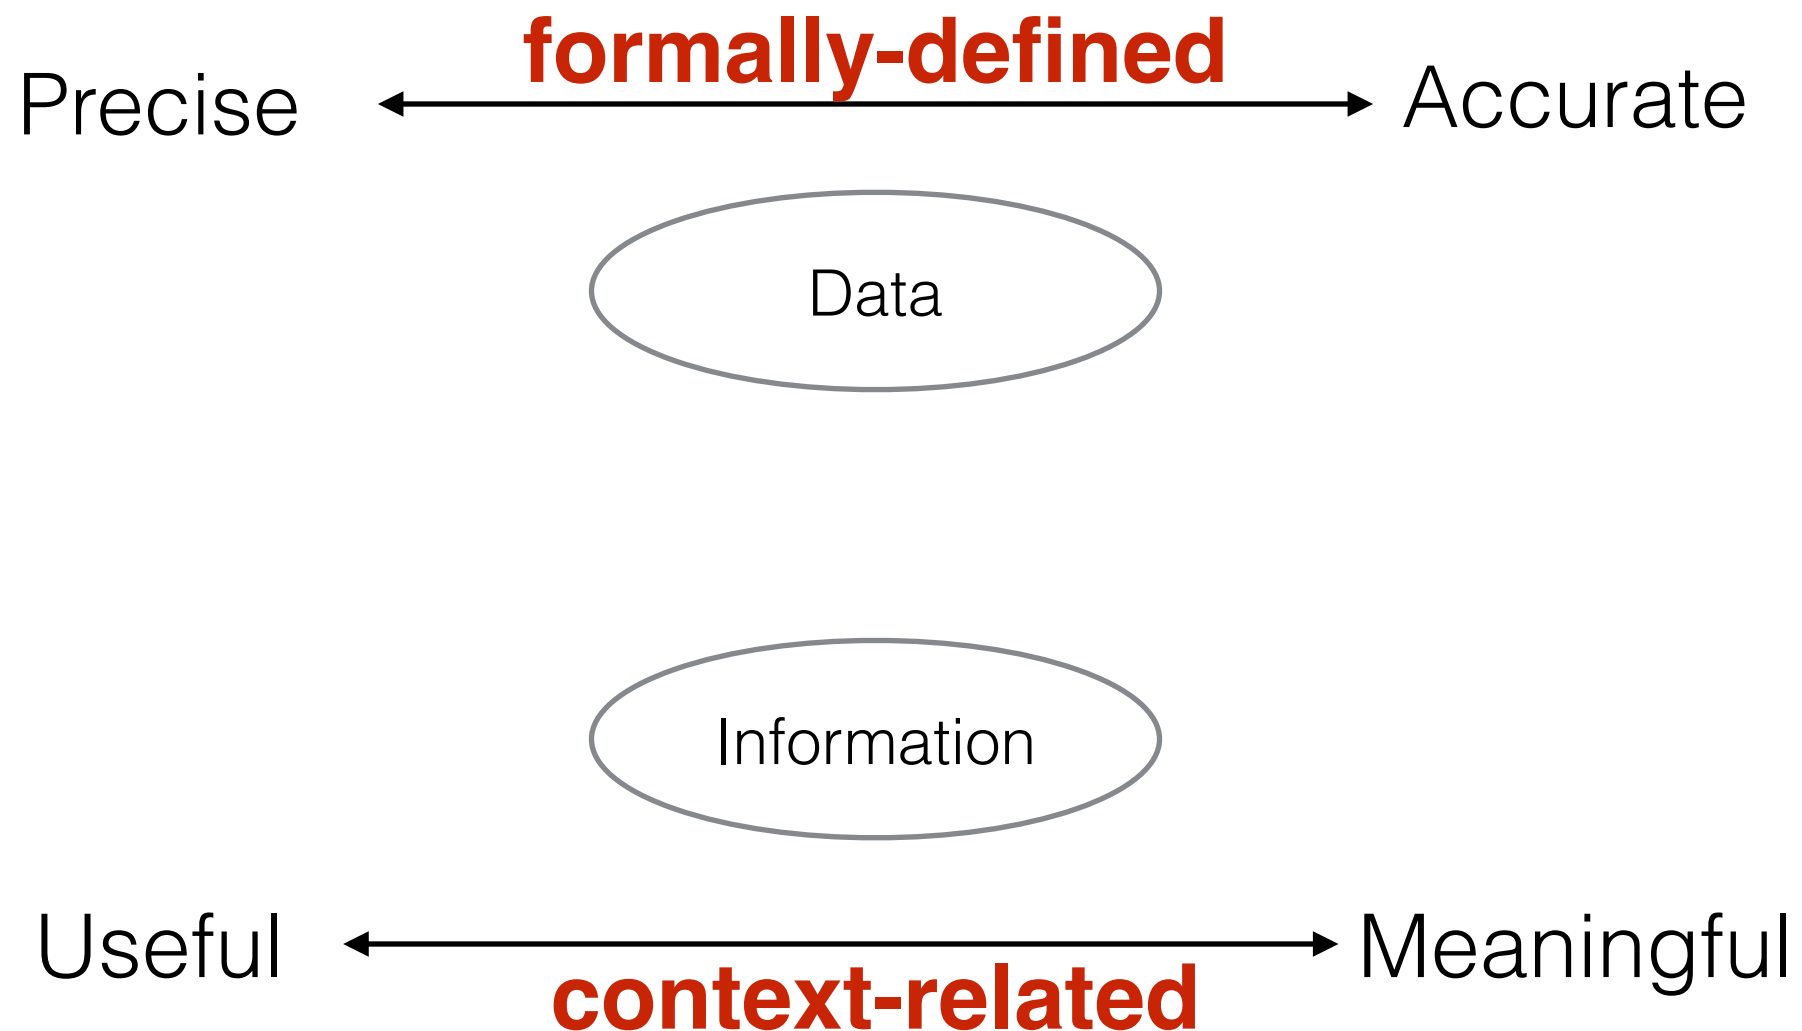 formally-defined
Precise
Accurate
Data
Information
Useful
Meaningful
context-related